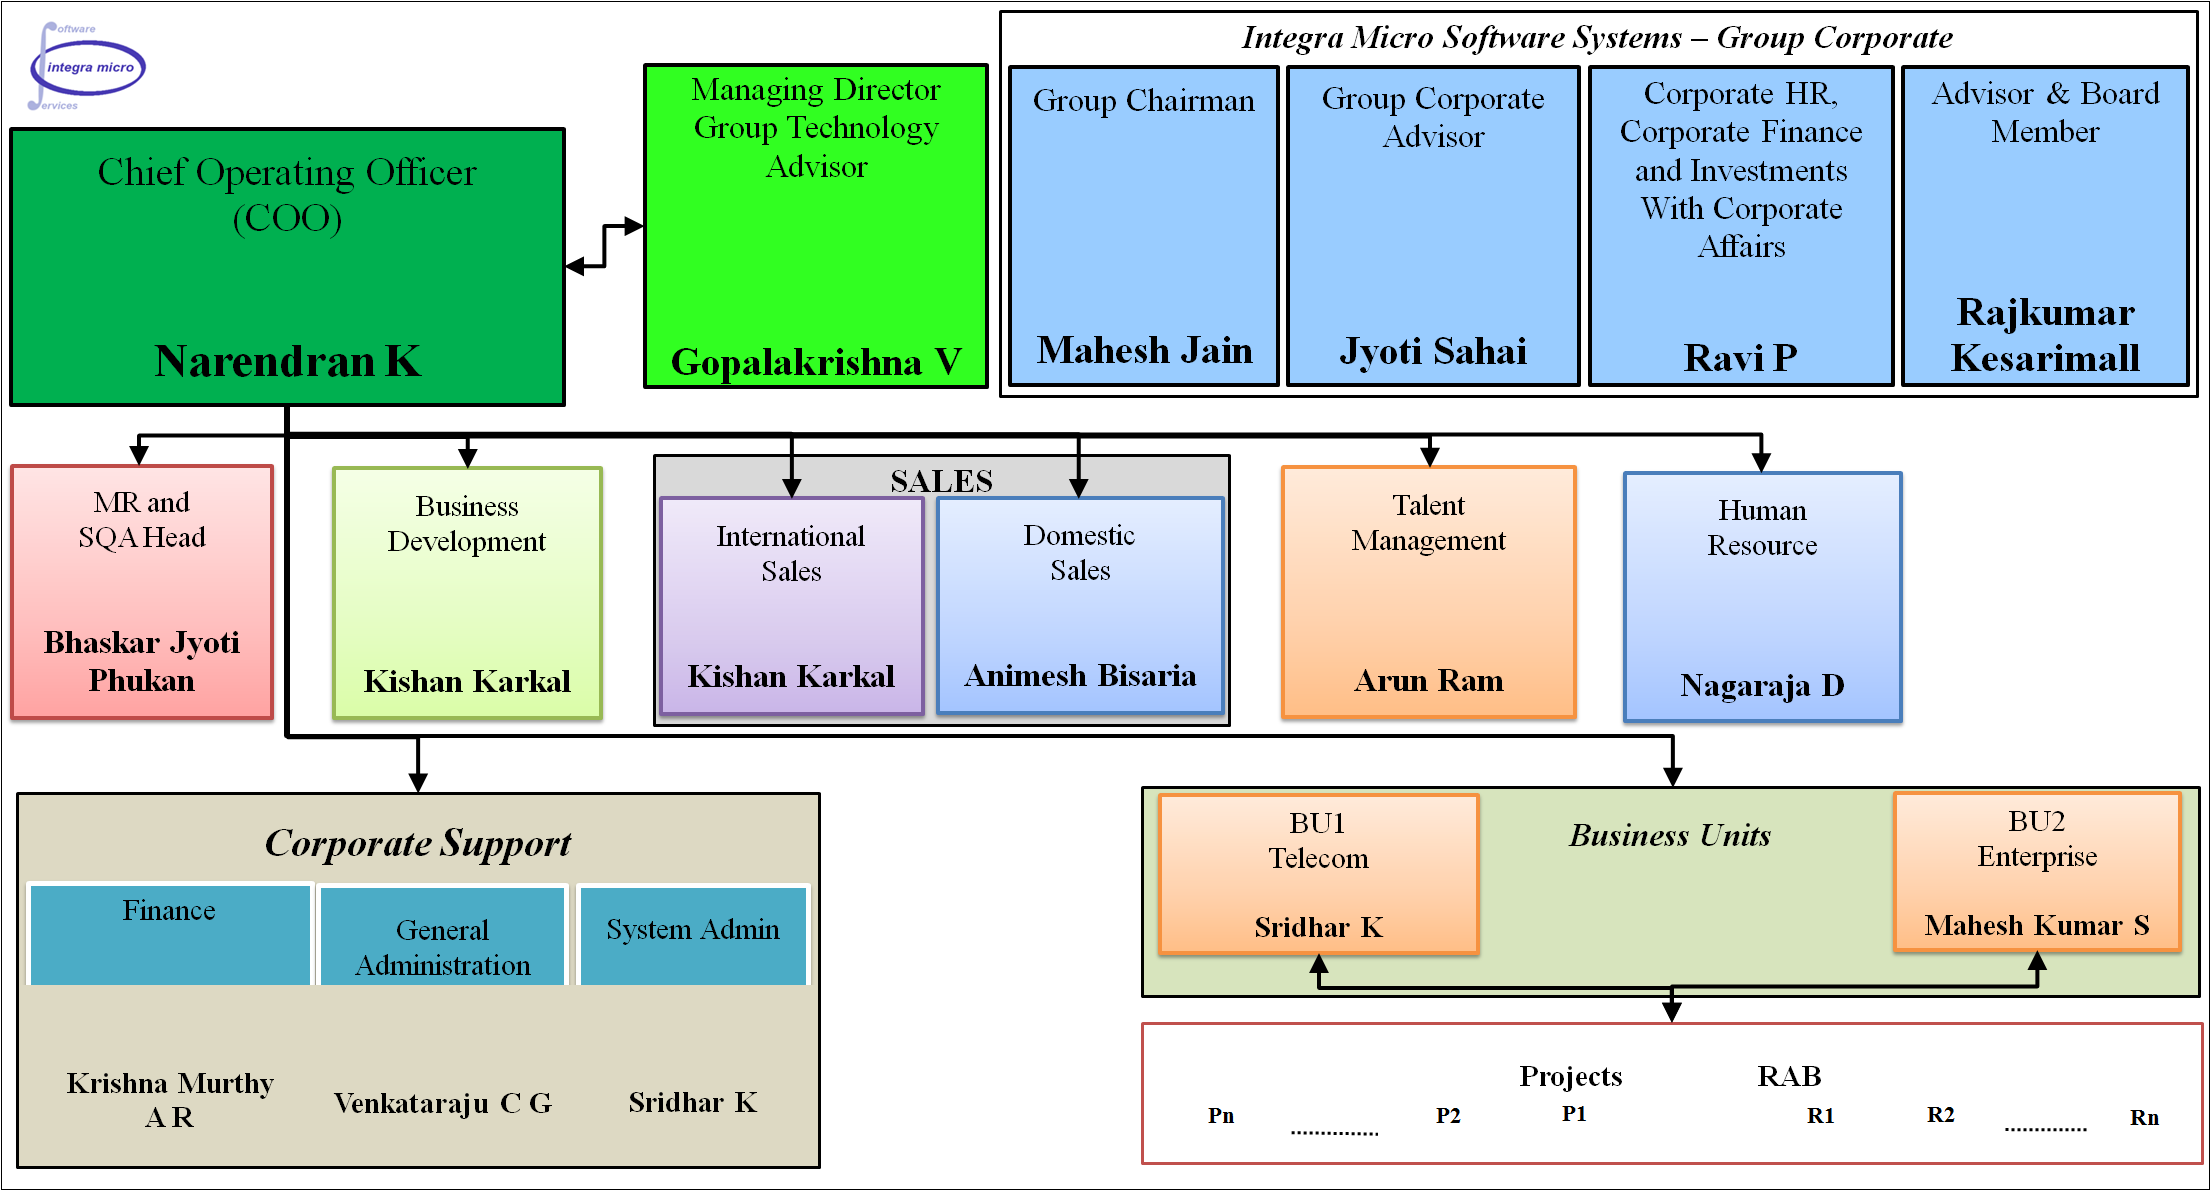 software
integra micro
services
Integra Micro Software Systems – Group Corporate
Chief Operating Officer
(COO)
Narendran K
Managing Director
Group Technology
Advisor
Gopalakrishna V
Group Chairman
Mahesh Jain
Group Corporate
Advisor
Jyoti Sahai
Corporate HR,
Corporate Finance
and Investments
With Corporate
Affairs
Ravi P
Advisor & Board
Member
Rajkumar
Kesarimall
MR and
SQA Head
Bhaskar Jyoti
Phukan
Business
Development
Kishan Karkal
SALES
International
Sales
Kishan Karkal
Domestic
Sales
Animesh Bisaria
Talent
Management
Arun Ram
Human
Resource
Nagaraja D
Corporate Support
Finance
Krishna Murthy
A R
General
Administration
Venkataraju C G
System Admin
Sridhar K
Business Units
BU1
Telecom
Sridhar K
BU2
Enterprise
Mahesh Kumar S
Projects RAB
Pn ........... P2 P1 R1 R2 ........... Rn